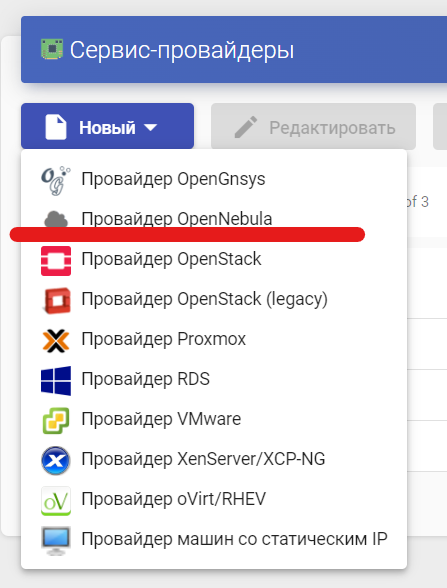 Сервис-провайдеры
Новый
Редактировать
of 3
Провайдер OpenGnsys
Провайдер OpenNebula
Провайдер OpenStack
Провайдер OpenStack (legacy)
Провайдер Proxmox
Провайдер RDS
Провайдер VMware
Провайдер XenServer/XCP-NG
oV
Провайдер oVirt/RHEV
Провайдер машин со статическим IP